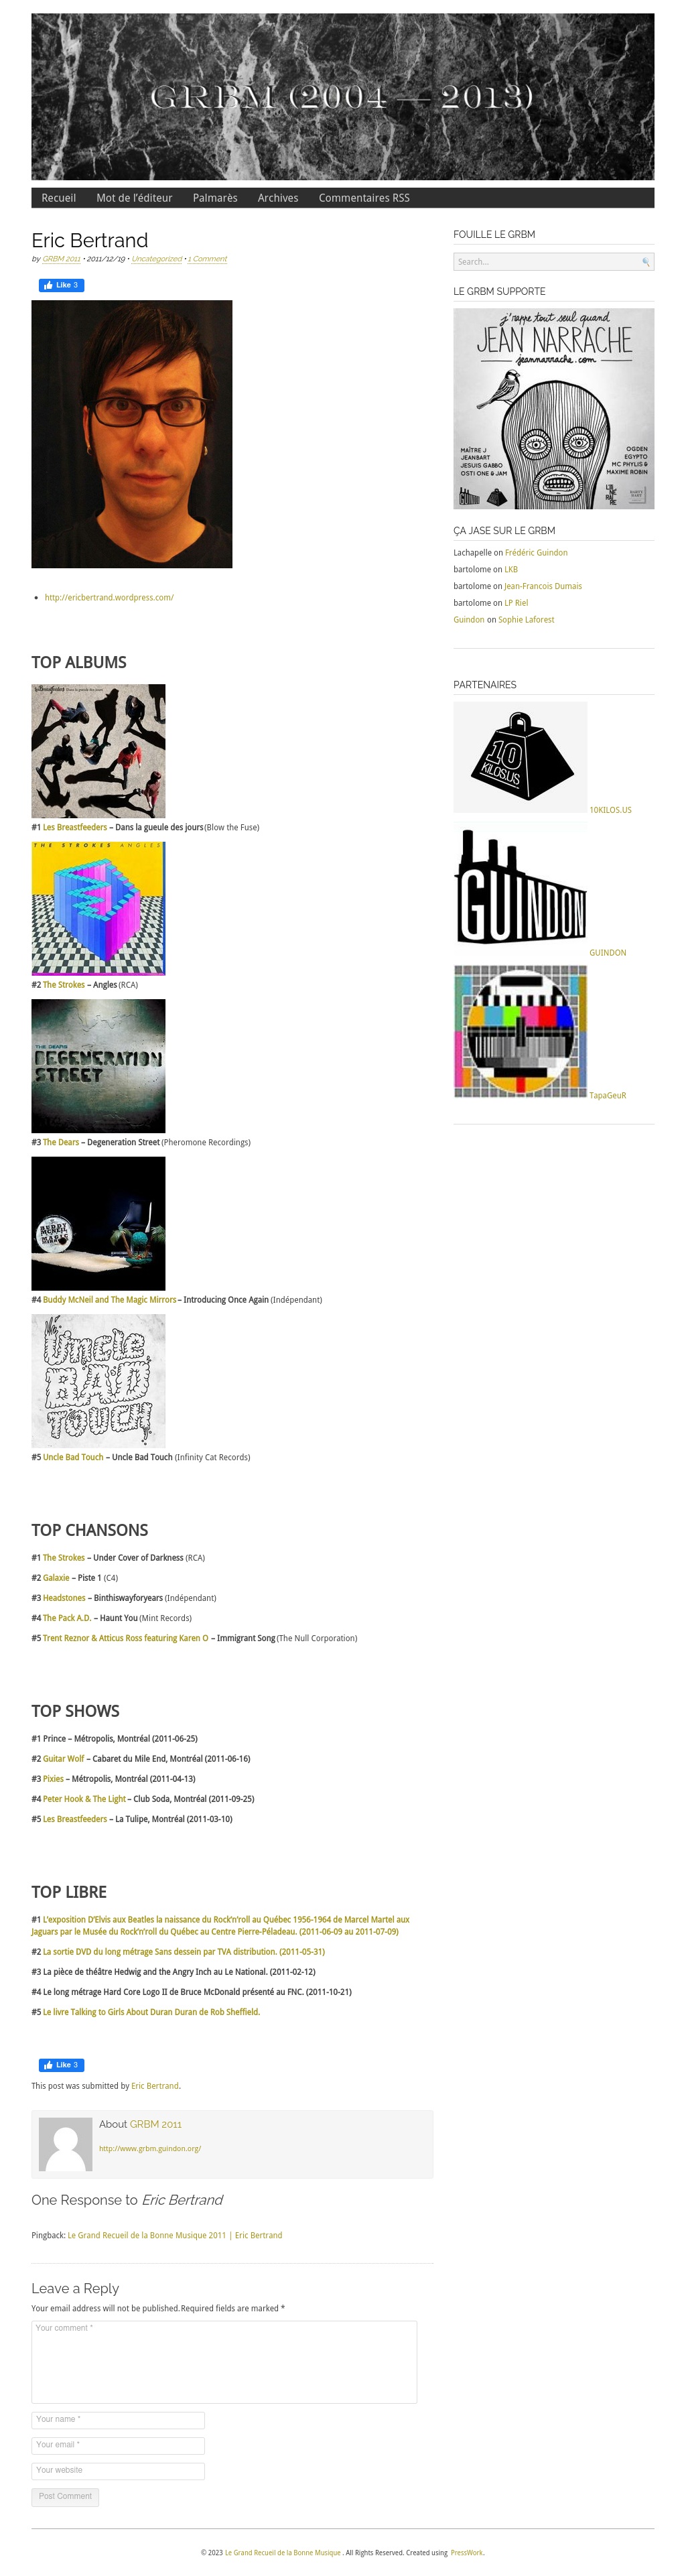 GRBM (2004 — 2013)
Recueil Mot de l'éditeur Palmarès Archives Commentaires RSS
Eric Bertrand
by GRBM 2011 • 2011/12/19 • Uncategorized • 1 Comment
Like 3
http://ericbertrand.wordpress.com/
TOP ALBUMS
#1 Les Breastfeeders – Dans la gueule des jours (Blow the Fuse)
THE STROKES ANGLES
#2 The Strokes – Angles (RCA)
THE DEARS
DEGENERATION
STREET
#3 The Dears – Degeneration Street (Pheromone Recordings)
BUDDY
MCNEIL
MAGIC
MIRRORS
#4 Buddy McNeil and The Magic Mirrors – Introducing Once Again (Indépendant)
Uncle
BAD
TOUCH
#5 Uncle Bad Touch – Uncle Bad Touch (Infinity Cat Records)
TOP CHANSONS
#1 The Strokes – Under Cover of Darkness (RCA)
#2 Galaxie – Piste 1 (C4)
#3 Headstones – Binthiswayforyears (Indépendant)
#4 The Pack A.D. – Haunt You (Mint Records)
#5 Trent Reznor & Atticus Ross featuring Karen O – Immigrant Song (The Null Corporation)
TOP SHOWS
#1 Prince – Métropolis, Montréal (2011-06-25)
#2 Guitar Wolf – Cabaret du Mile End, Montréal (2011-06-16)
#3 Pixies – Métropolis, Montréal (2011-04-13)
#4 Peter Hook & The Light – Club Soda, Montréal (2011-09-25)
#5 Les Breastfeeders – La Tulipe, Montréal (2011-03-10)
TOP LIBRE
#1 L'exposition D'Elvis aux Beatles la naissance du Rock'n'roll au Québec 1956-1964 de Marcel Martel aux
Jaguars par le Musée du Rock'n'roll du Québec au Centre Pierre-Péladeau. (2011-06-09 au 2011-07-09)
#2 La sortie DVD du long métrage Sans dessein par TVA distribution. (2011-05-31)
#3 La pièce de théâtre Hedwig and the Angry Inch au Le National. (2011-02-12)
#4 Le long métrage Hard Core Logo II de Bruce McDonald présenté au FNC. (2011-10-21)
#5 Le livre Talking to Girls About Duran Duran de Rob Sheffield.
Like 3
This post was submitted by Eric Bertrand.
About GRBM 2011
http://www.grbm.guindon.org/
One Response to Eric Bertrand
Pingback: Le Grand Recueil de la Bonne Musique 2011 | Eric Bertrand
Leave a Reply
Your email address will not be published. Required fields are marked *
Your comment *
Your name *
Your email *
Your website
Post Comment
FOUILLE LE GRBM
Search...
LE GRBM SUPPORTE
j'rappe tout seul quand
JEAN NARRACHE
jeannarrache.com
MAÎTRE J
JEANBART
JESUIS GABBO
OSTI ONE & JAM
OGDEN
EGYPTO
MC PHYLIS &
MAXIME ROBIN
ÇA JASE SUR LE GRBM
Lachapelle on Frédéric Guindon
bartolome on LKB
bartolome on Jean-Francois Dumais
bartolome on LP Riel
Guindon on Sophie Laforest
PARTENAIRES
10
KILOS.US
10KILOS.US
GUINDON
GUINDON
TapaGeuR
© 2023 Le Grand Recueil de la Bonne Musique . All Rights Reserved. Created using PressWork.